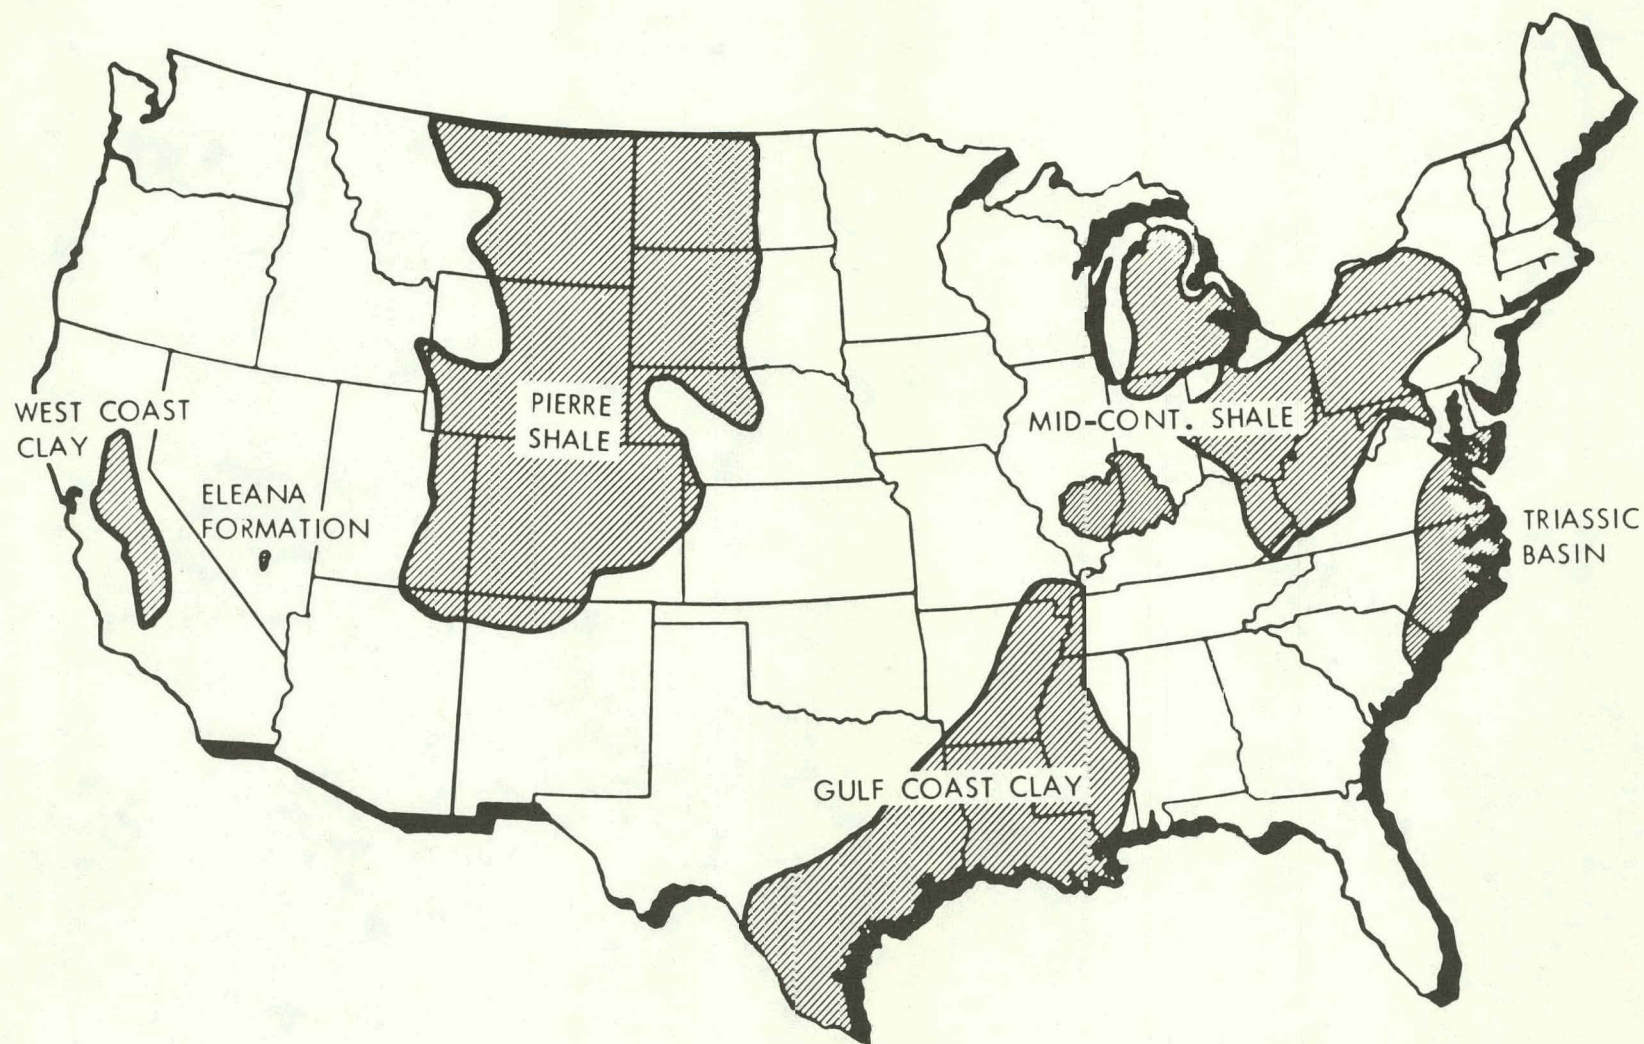 WEST COAST
CLAY
ELEANA
FORMATION
PIERRE
SHALE
MID-CONT. SHALE
GULF COAST CLAY
TRIASSIC
BASIN